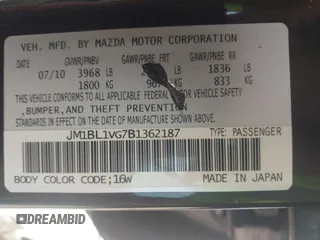 VEH. MFD. BY MAZDA MOTOR CORPORATION
GVWR/PNBV GAWR/PNBE FRT GAWR/PNBE RR
07/10 3968 LB LB 1836 LB
1800 KG 833 KG
THIS VEHICLE CONFORMS TO ALL APPLICABLE
FEDERAL MOTOR VEHICLE SAFETY
,BUMPER, AND THEFT PREVENTION
STANDARDS IN EFFECT ON THE DATE OF
MANUFACTURE SHOWN ABOVE.
JM1BL1VG7B1362187 TYPE: PASSENGER
BODY COLOR CODE;16W MADE IN JAPAN
DREAMBID